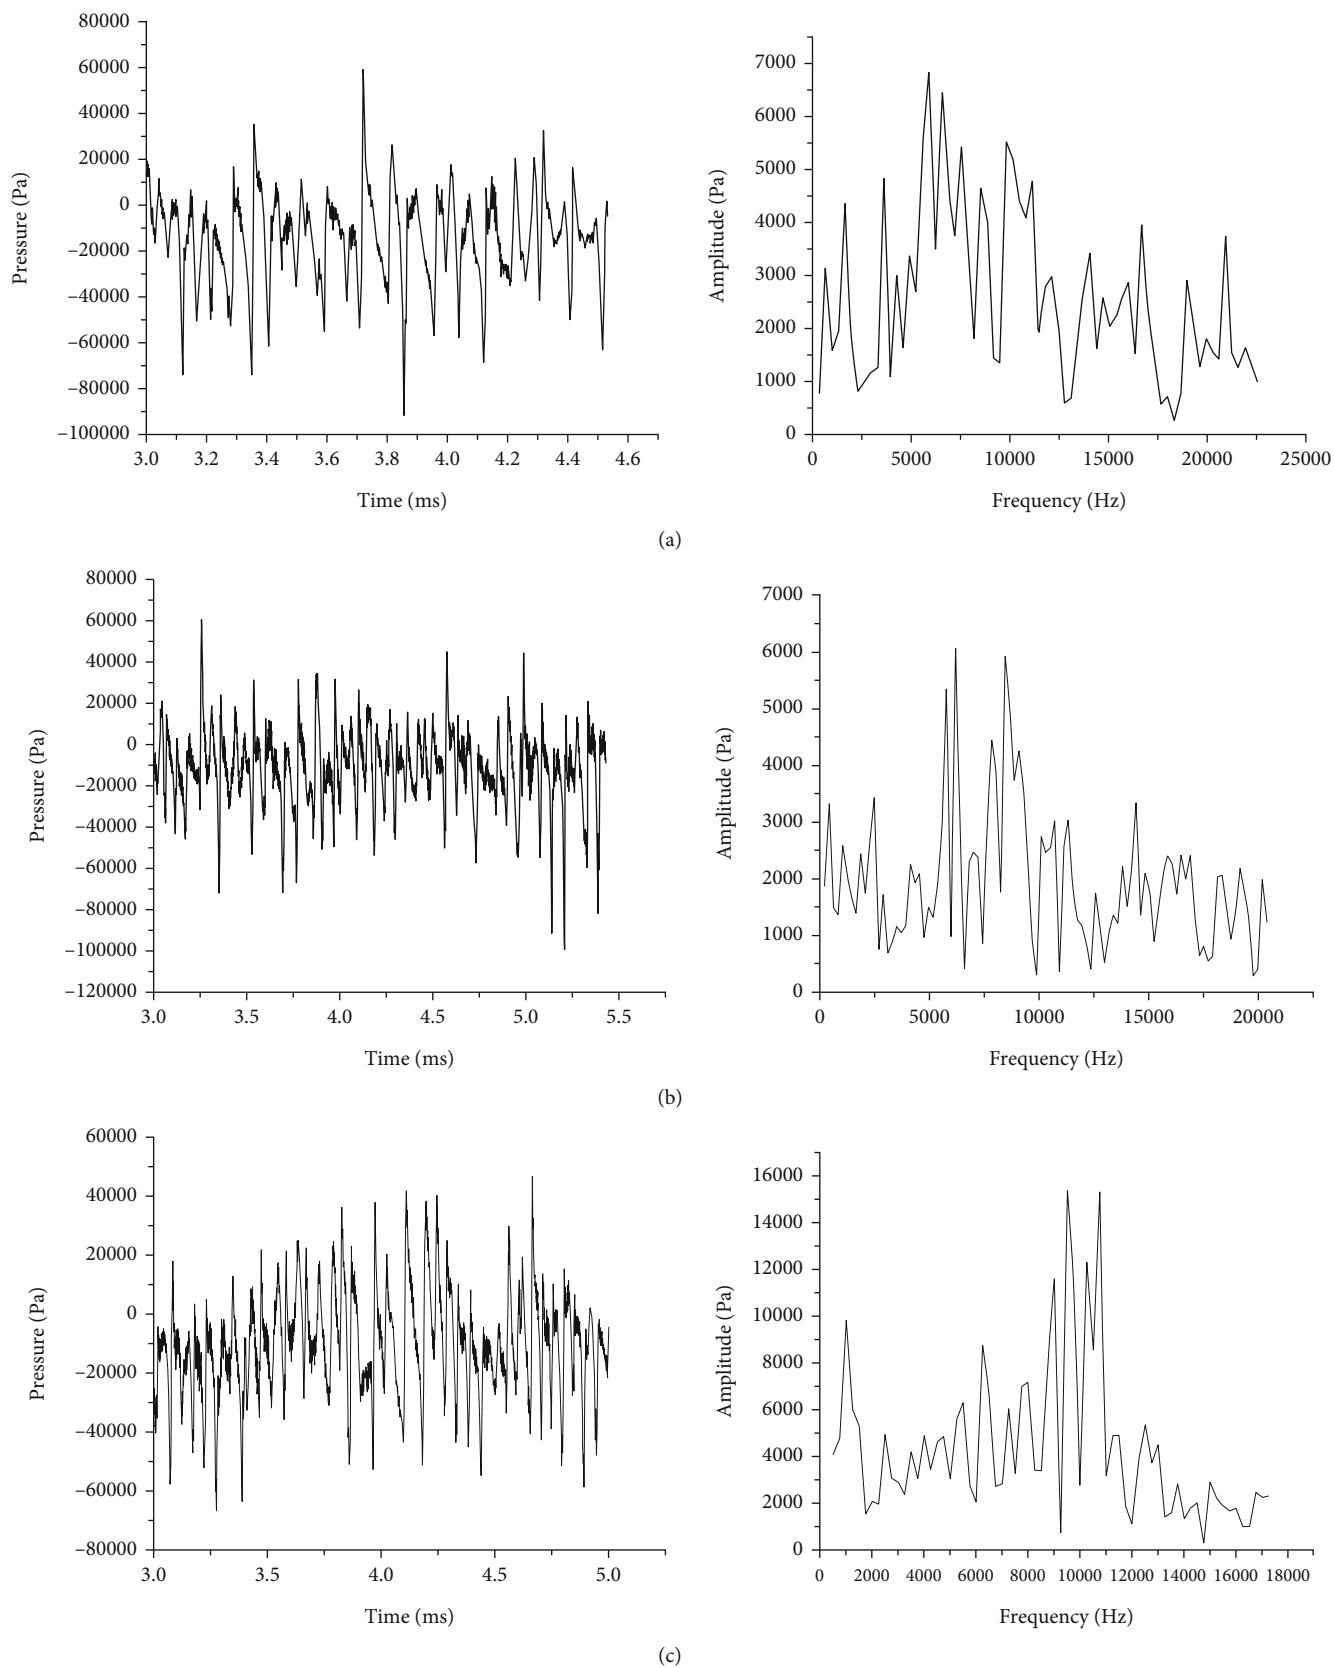 80000
60000
40000
20000
0
−20000
−40000
−60000
−80000
−100000
Pressure (Pa)
3.0 3.2 3.4 3.6 3.8 4.0 4.2 4.4 4.6
Time (ms)
7000
6000
5000
4000
3000
2000
1000
0
Amplitude (Pa)
0 5000 10000 15000 20000 25000
Frequency (Hz)
(a)
80000
60000
40000
20000
0
−20000
−40000
−60000
−80000
−100000
−120000
Pressure (Pa)
3.0 3.5 4.0 4.5 5.0 5.5
Time (ms)
7000
6000
5000
4000
3000
2000
1000
0
Amplitude (Pa)
0 5000 10000 15000 20000
Frequency (Hz)
(b)
60000
40000
20000
0
−20000
−40000
−60000
−80000
Pressure (Pa)
3.0 3.5 4.0 4.5 5.0
Time (ms)
16000
14000
12000
10000
8000
6000
4000
2000
0
Amplitude (Pa)
0 2000 4000 6000 8000 10000 12000 14000 16000 18000
Frequency (Hz)
(c)